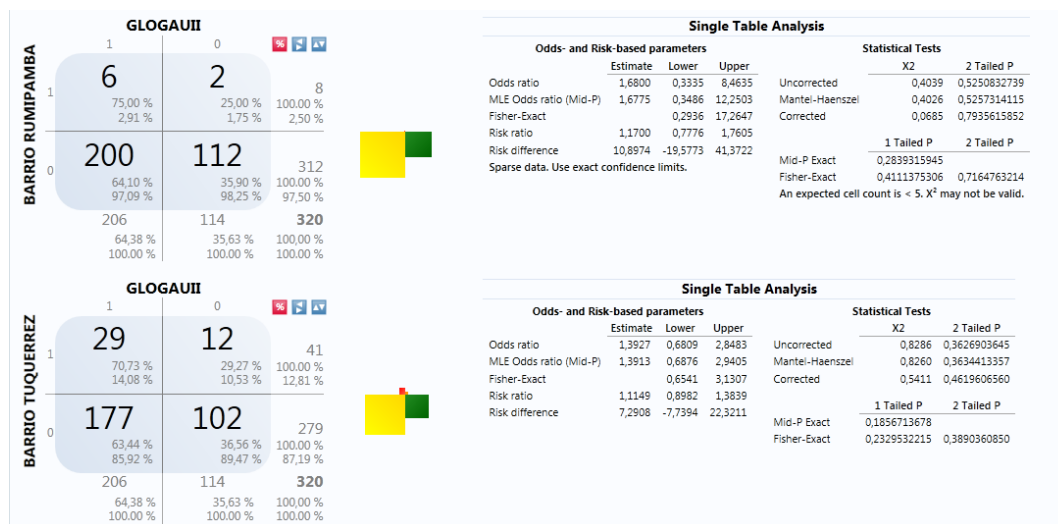 GLOGAUII
1 0 %
BARRIO RUMIPAMBA
1 6 2 8
75,00 % 25,00 % 100.00 %
2,91 % 1,75 % 2,50 %
0 200 112 312
64,10 % 35,90 % 100.00 %
97,09 % 98,25 % 97,50 %
206 114 320
64,38 % 35,63 % 100,00 %
100.00 % 100.00 % 100.00 %
Single Table Analysis
Odds- and Risk-based parameters
Estimate Lower Upper
Odds ratio 1,6800 0,3335 8,4635
MLE Odds ratio (Mid-P) 1,6775 0,3486 12,2503
Fisher-Exact 0,2936 17,2647
Risk ratio 1,1700 0,7776 1,7605
Risk difference 10,8974 -19,5773 41,3722
Sparse data. Use exact confidence limits.
Statistical Tests
X2 2 Tailed P
Uncorrected 0,4039 0,5250832739
Mantel-Haenszel 0,4026 0,5257314115
Corrected 0,0685 0,7935615852
1 Tailed P 2 Tailed P
Mid-P Exact 0,2839315945
Fisher-Exact 0,4111375306 0,7164763214
An expected cell count is < 5. X² may not be valid.
GLOGAUII
1 0 %
BARRIO TUQUERREZ
1 29 12 41
70,73 % 29,27 % 100.00 %
14,08 % 10,53 % 12,81 %
0 177 102 279
63,44 % 36,56 % 100.00 %
85,92 % 89,47 % 87,19 %
206 114 320
64,38 % 35,63 % 100,00 %
100.00 % 100.00 % 100.00 %
Single Table Analysis
Odds- and Risk-based parameters
Estimate Lower Upper
Odds ratio 1,3927 0,6809 2,8483
MLE Odds ratio (Mid-P) 1,3913 0,6876 2,9405
Fisher-Exact 0,6541 3,1307
Risk ratio 1,1149 0,8982 1,3839
Risk difference 7,2908 -7,7394 22,3211
Statistical Tests
X2 2 Tailed P
Uncorrected 0,8286 0,3626903645
Mantel-Haenszel 0,8260 0,3634413357
Corrected 0,5411 0,4619606560
1 Tailed P 2 Tailed P
Mid-P Exact 0,1856713678
Fisher-Exact 0,2329532215 0,3890360850